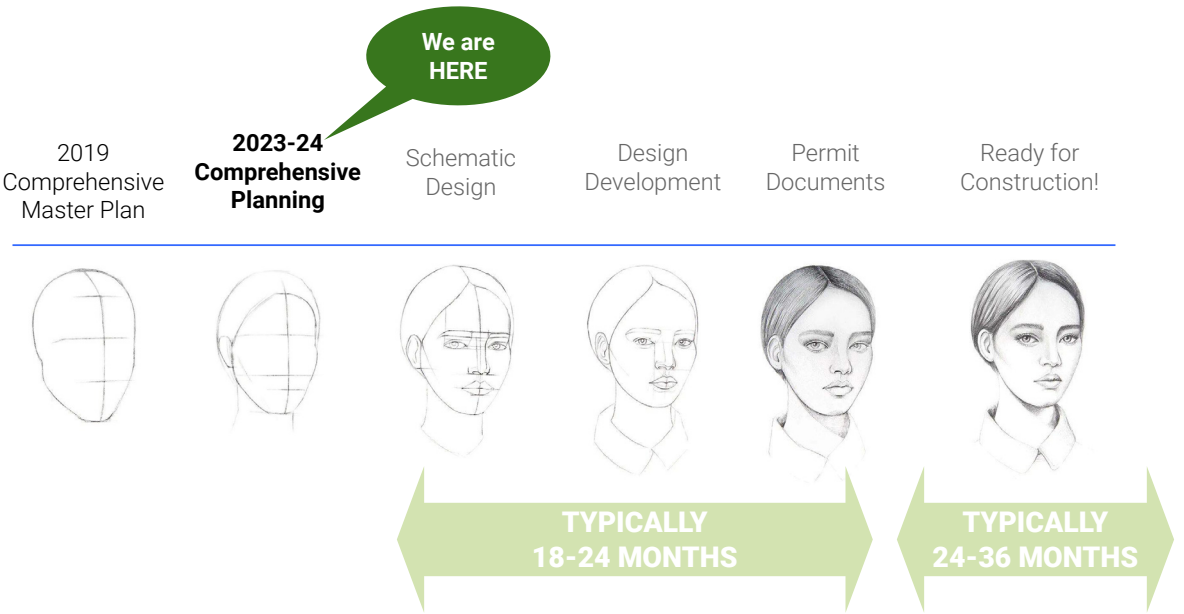 We are
HERE
2019
Comprehensive
Master Plan
2023-24
Comprehensive
Planning
Schematic
Design
Design
Development
Permit
Documents
Ready for
Construction!
TYPICALLY
18-24 MONTHS
TYPICALLY
24-36 MONTHS